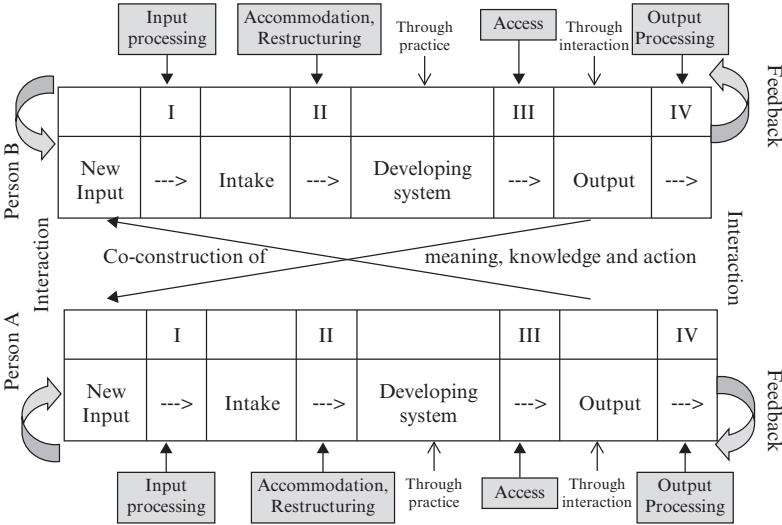 Input
processing
Accommodation,
Restructuring
Through
practice
Access
Through
interaction
Output
Processing
Feedback
Person B
I
II
III
IV
New
Input
--->
Intake
--->
Developing
system
--->
Output
--->
Interaction
Co-construction of
meaning, knowledge and action
Interaction
Person A
I
II
III
IV
New
Input
--->
Intake
--->
Developing
system
--->
Output
--->
Feedback
Input
processing
Accommodation,
Restructuring
Through
practice
Access
Through
interaction
Output
Processing